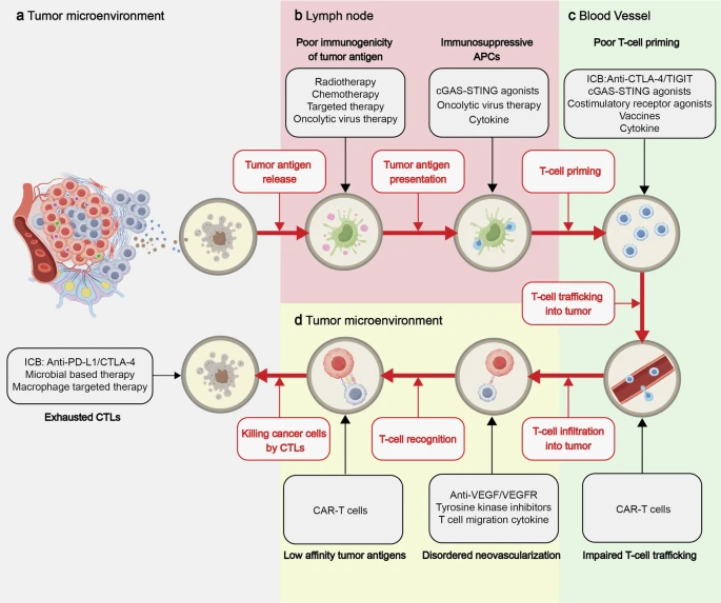 a Tumor microenvironment
b Lymph node
c Blood Vessel
Poor immunogenicity
of tumor antigen
Immunosuppressive
APCs
Poor T-cell priming
Radiotherapy
Chemotherapy
Targeted therapy
Oncolytic virus therapy
cGAS-STING agonists
Oncolytic virus therapy
Cytokine
ICB:Anti-CTLA-4/TIGIT
cGAS-STING agonists
Costimulatory receptor agonists
Vaccines
Cytokine
Tumor antigen
release
Tumor antigen
presentation
T-cell priming
T-cell trafficking
into tumor
d Tumor microenvironment
ICB: Anti-PD-L1/CTLA-4
Microbial based therapy
Macrophage targeted therapy
Exhausted CTLs
Killing cancer cells
by CTLs
T-cell recognition
T-cell infiltration
into tumor
CAR-T cells
Anti-VEGF/VEGFR
Tyrosine kinase inhibitors
T cell migration cytokine
CAR-T cells
Low affinity tumor antigens
Disordered neovascularization
Impaired T-cell trafficking